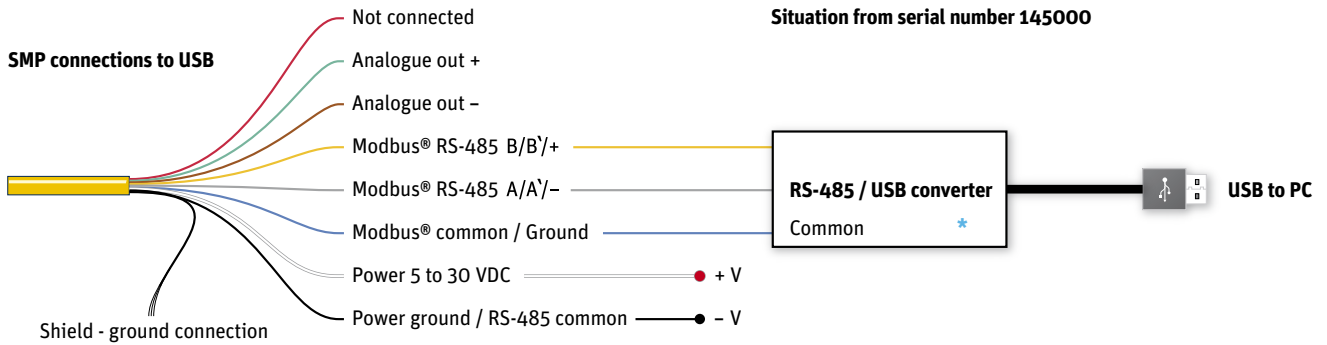 Not connected
Situation from serial number 145000
SMP connections to USB
Analogue out +
Analogue out –
Modbus® RS-485 B/B`/+
Modbus® RS-485 A/A`/–
RS-485 / USB converter
USB to PC
Modbus® common / Ground
Common *
Power 5 to 30 VDC
+ V
Power ground / RS-485 common
– V
Shield - ground connection